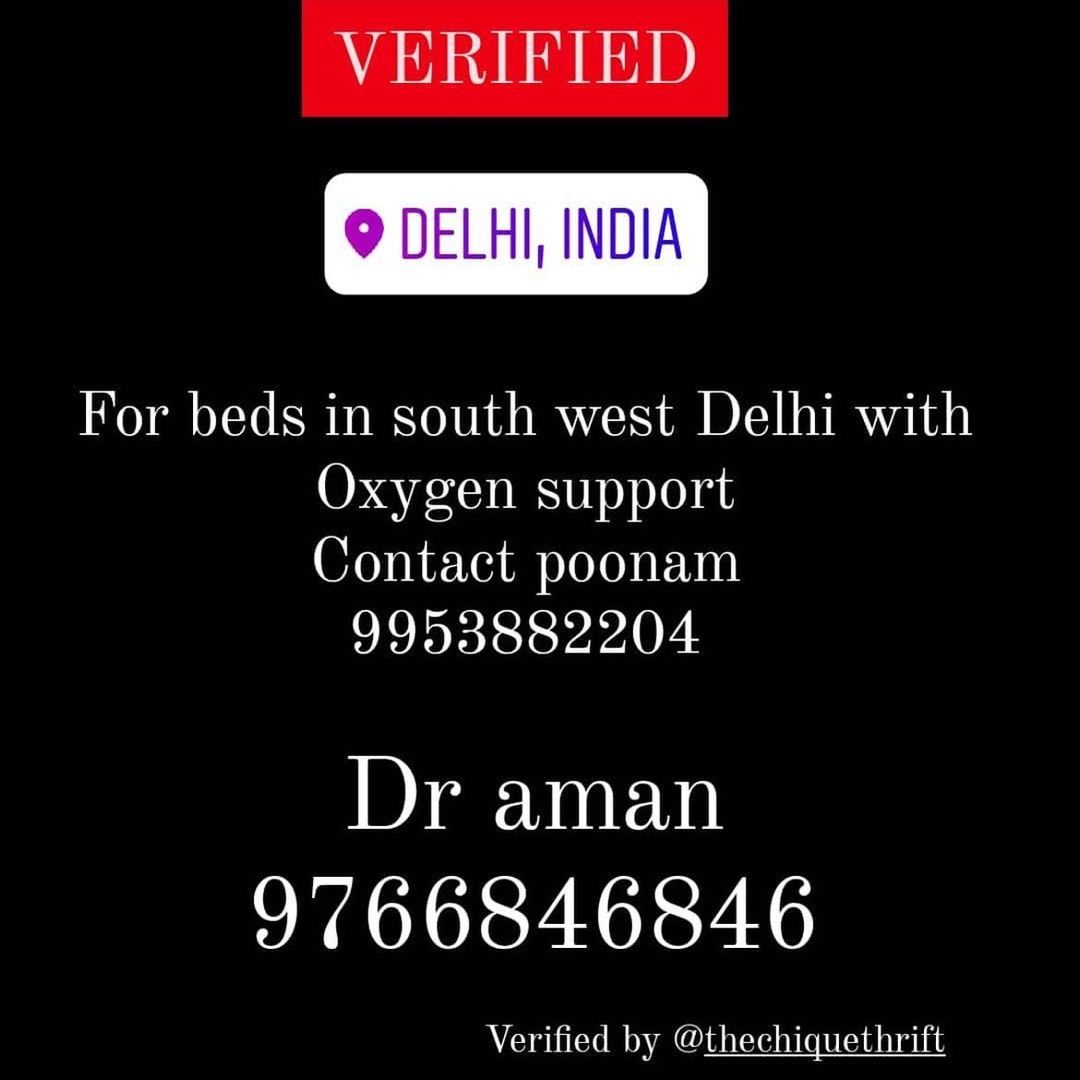 VERIFIED
DELHI, INDIA
For beds in south west Delhi with
Oxygen support
Contact poonam
9953882204
Dr aman
9766846846
Verified by @thechiquethrift